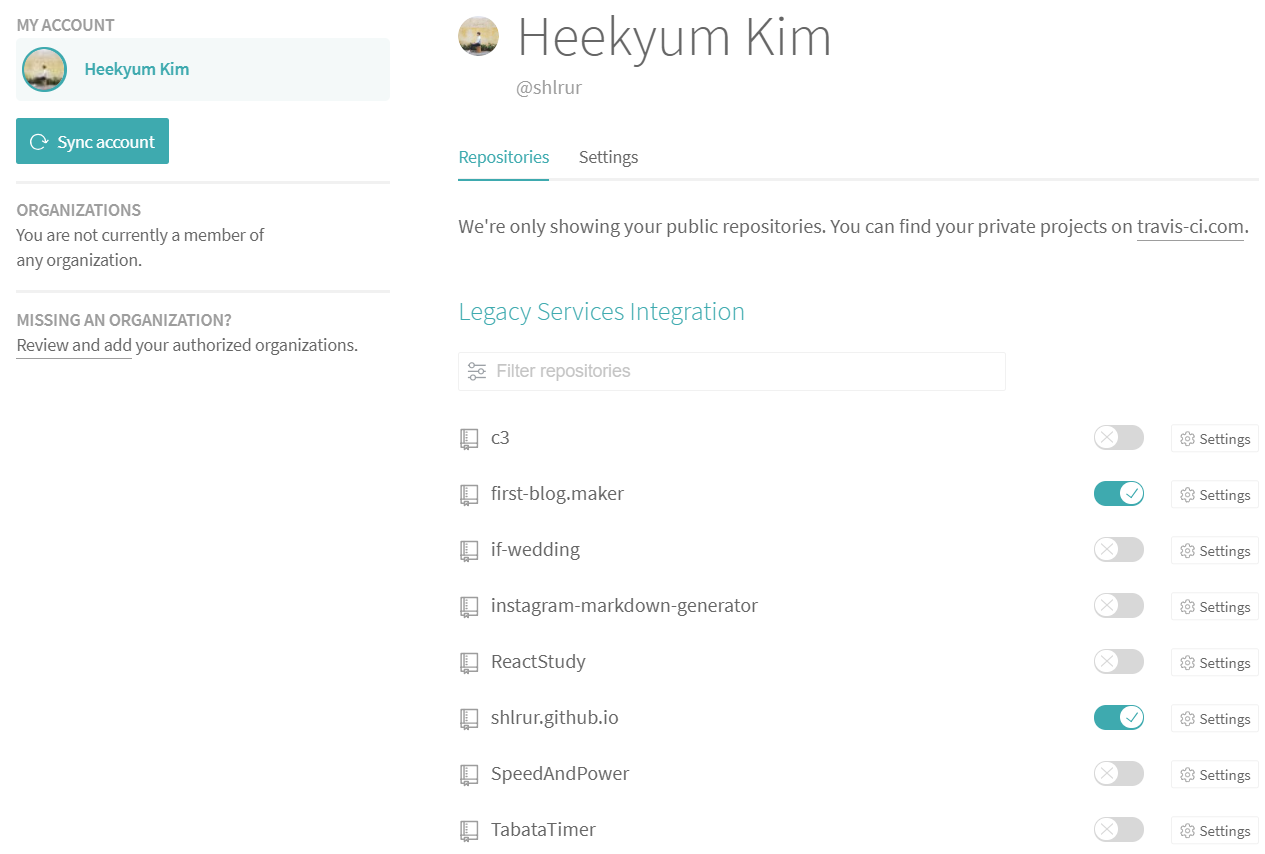 MY ACCOUNT
Heekyum Kim
Sync account
ORGANIZATIONS
You are not currently a member of
any organization.
MISSING AN ORGANIZATION?
Review and add your authorized organizations.
Heekyum Kim
@shlrur
Repositories Settings
We're only showing your public repositories. You can find your private projects on travis-ci.com.
Legacy Services Integration
Filter repositories
c3 Settings
first-blog.maker Settings
if-wedding Settings
instagram-markdown-generator Settings
ReactStudy Settings
shlrur.github.io Settings
SpeedAndPower Settings
TabataTimer Settings